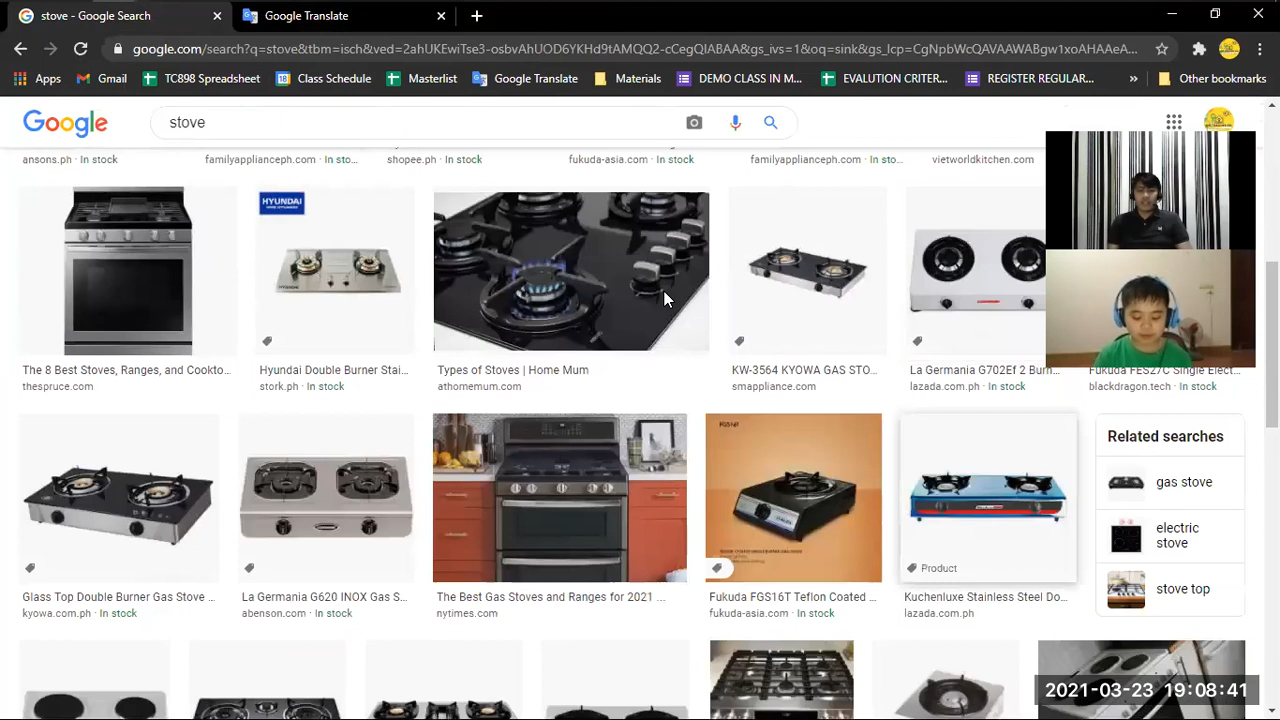 stove - Google Search
Google Translate
google.com/search?q=stove&tbm=isch&ved=2ahUKEwiTse3-osbvAhUOD6YKHd9tAMQQ2-cCegQIABAA&gs_ivs=1&oq=sink&gs_lcp=CgNpbWcQAVAAWABgw1xoAHAAeA...
Apps
Gmail
TC898 Spreadsheet
Class Schedule
Masterlist
Google Translate
Materials
DEMO CLASS IN M...
EVALUTION CRITER...
REGISTER REGULAR...
Other bookmarks
Google
stove
ansons.ph · In stock
familyapplianceph.com · In sto...
shopee.ph · In stock
fukuda-asia.com · In stock
familyapplianceph.com · In sto...
vietworldkitchen.com
HYUNDAI
The 8 Best Stoves, Ranges, and Cookto...
thespruce.com
Hyundai Double Burner Stai...
stork.ph · In stock
Types of Stoves | Home Mum
athomemum.com
KW-3564 KYOWA GAS STO...
smappliance.com
La Germania G702Ef 2 Burn...
lazada.com.ph · In stock
Fukuda FES27C Single Elect...
blackdragon.tech · In stock
FGS16T
Product
Related searches
gas stove
electric
stove
stove top
Glass Top Double Burner Gas Stove ...
kyowa.com.ph · In stock
La Germania G620 INOX Gas S...
abenson.com · In stock
The Best Gas Stoves and Ranges for 2021 ...
nytimes.com
Fukuda FGS16T Teflon Coated ...
fukuda-asia.com · In stock
Kuchenluxe Stainless Steel Do...
lazada.com.ph
2021-03-23 19:08:41